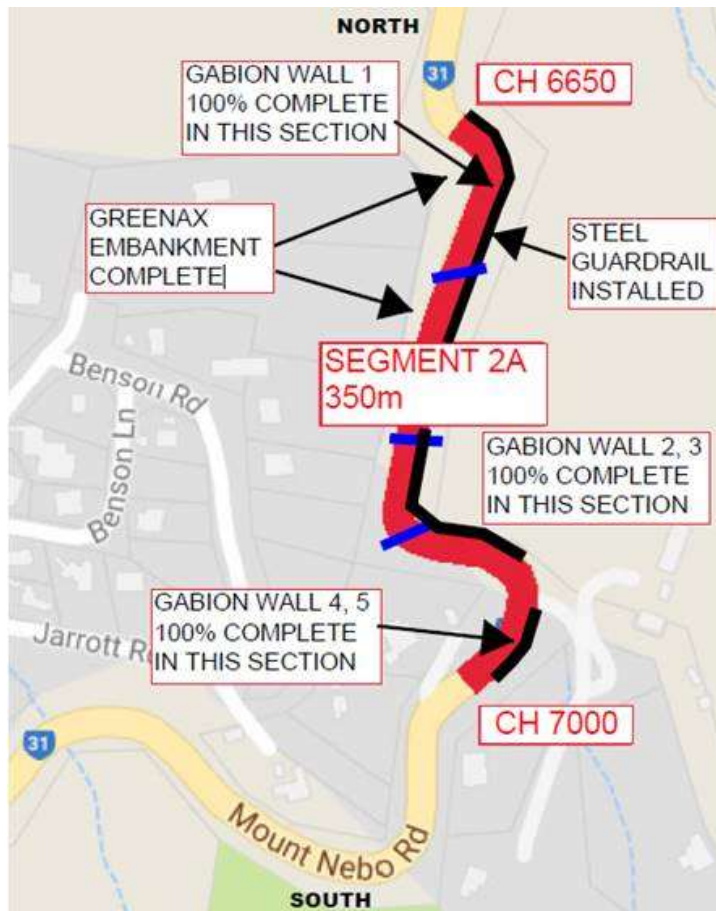 NORTH
31
CH 6650
GABION WALL 1
100% COMPLETE
IN THIS SECTION
GREENAX
EMBANKMENT
COMPLETE
STEEL
GUARDRAIL
INSTALLED
SEGMENT 2A
350m
Benson Rd
Benson Ln
GABION WALL 2, 3
100% COMPLETE
IN THIS SECTION
GABION WALL 4, 5
100% COMPLETE
IN THIS SECTION
Jarrott Rd
CH 7000
31
Mount Nebo Rd
SOUTH